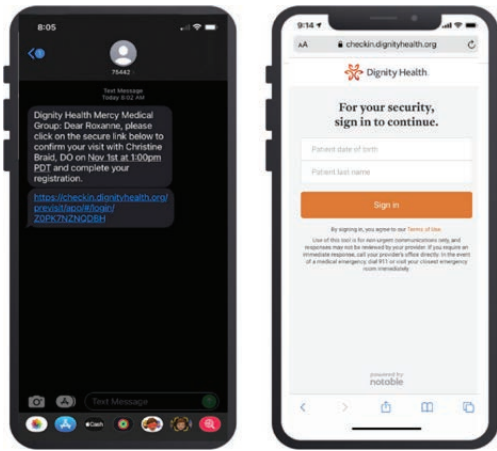 8:05
75442
Text Message
Today 8:02 AM
Dignity Health Mercy Medical
Group: Dear Roxanne, please
click on the secure link below to
confirm your visit with Christine
Braid, DO on Nov 1st at 1:00pm
PDT and complete your
registration.
https://checkin.dignityhealth.org/
previsit/app/#/login/
Z0PK7NZNQDBH
Text Message
Cash
9:14
AA
checkin.dignityhealth.org
Dignity Health
For your security,
sign in to continue.
Patient date of birth
Patient last name
Sign in
By signing in, you agree to our Terms of Use.
Use of this tool is for non-urgent communications only, and
responses may not be reviewed by your provider. If you require an
immediate response, call your provider's office directly. In the event
of a medical emergency, dial 911 or visit your closest emergency
room immediately.
powered by
notable